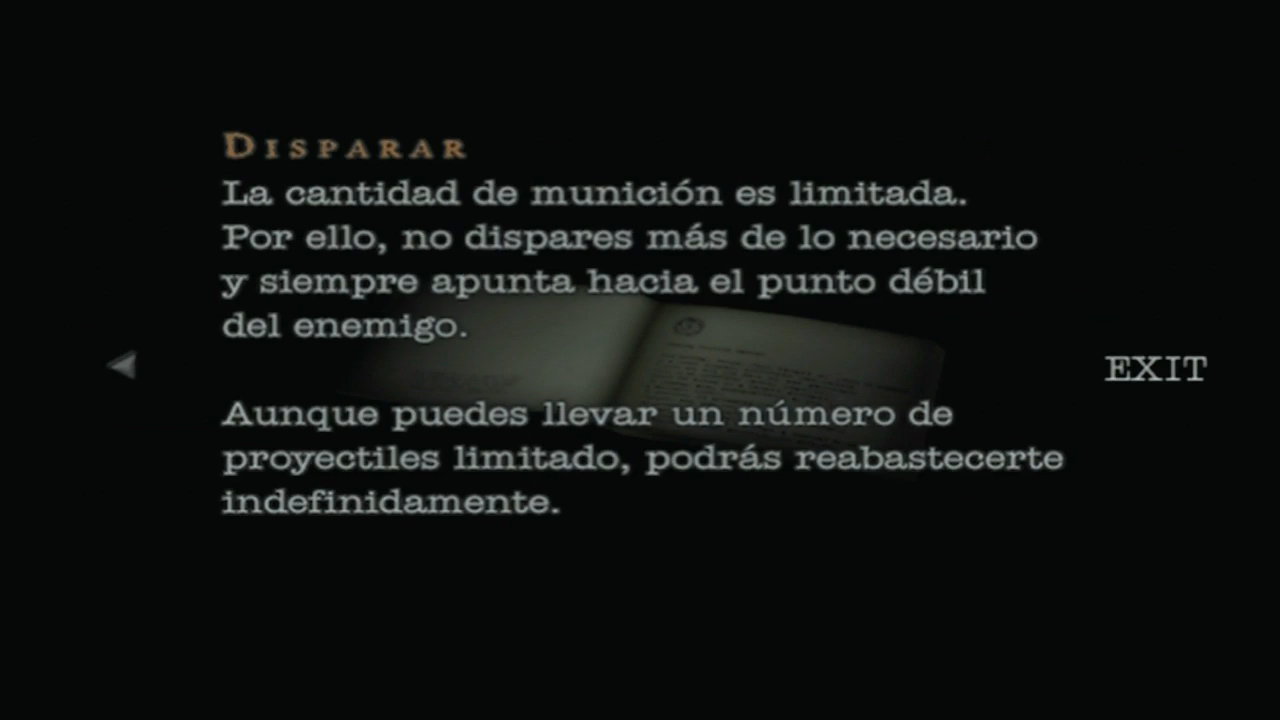 DISPARAR
La cantidad de munición es limitada.
Por ello, no dispares más de lo necesario
y siempre apunta hacia el punto débil
del enemigo.
EXIT
Aunque puedes llevar un número de
proyectiles limitado, podrás reabastecerte
indefinidamente.